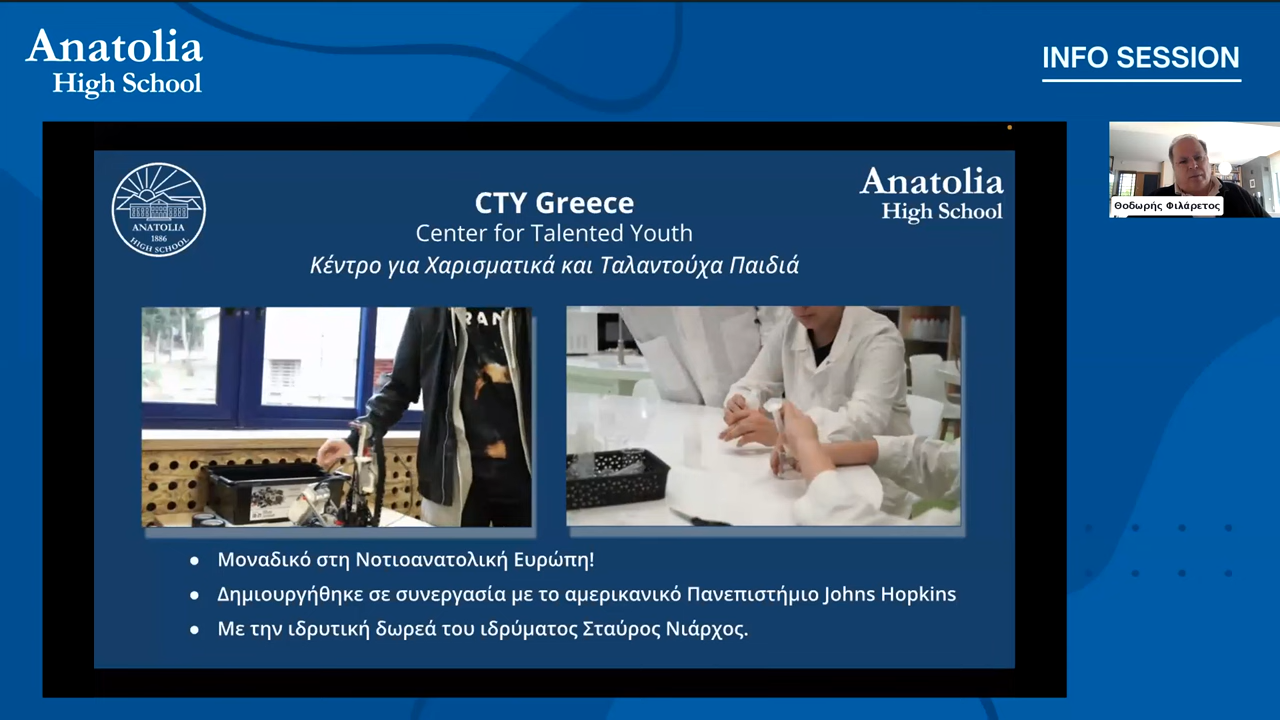 Anatolia
High School
INFO SESSION
ANATOLIA
1886
HIGH SCHOOL
CTY Greece
Center for Talented Youth
Κέντρο για Χαρισματικά και Ταλαντούχα Παιδιά
Anatolia
High School
Θοδωρής Φιλάρετος
RAN
• Μοναδικό στη Νοτιοανατολική Ευρώπη!
• Δημιουργήθηκε σε συνεργασία με το αμερικανικό Πανεπιστήμιο Johns Hopkins
• Με την ιδρυτική δωρεά του ιδρύματος Σταύρος Νιάρχος.